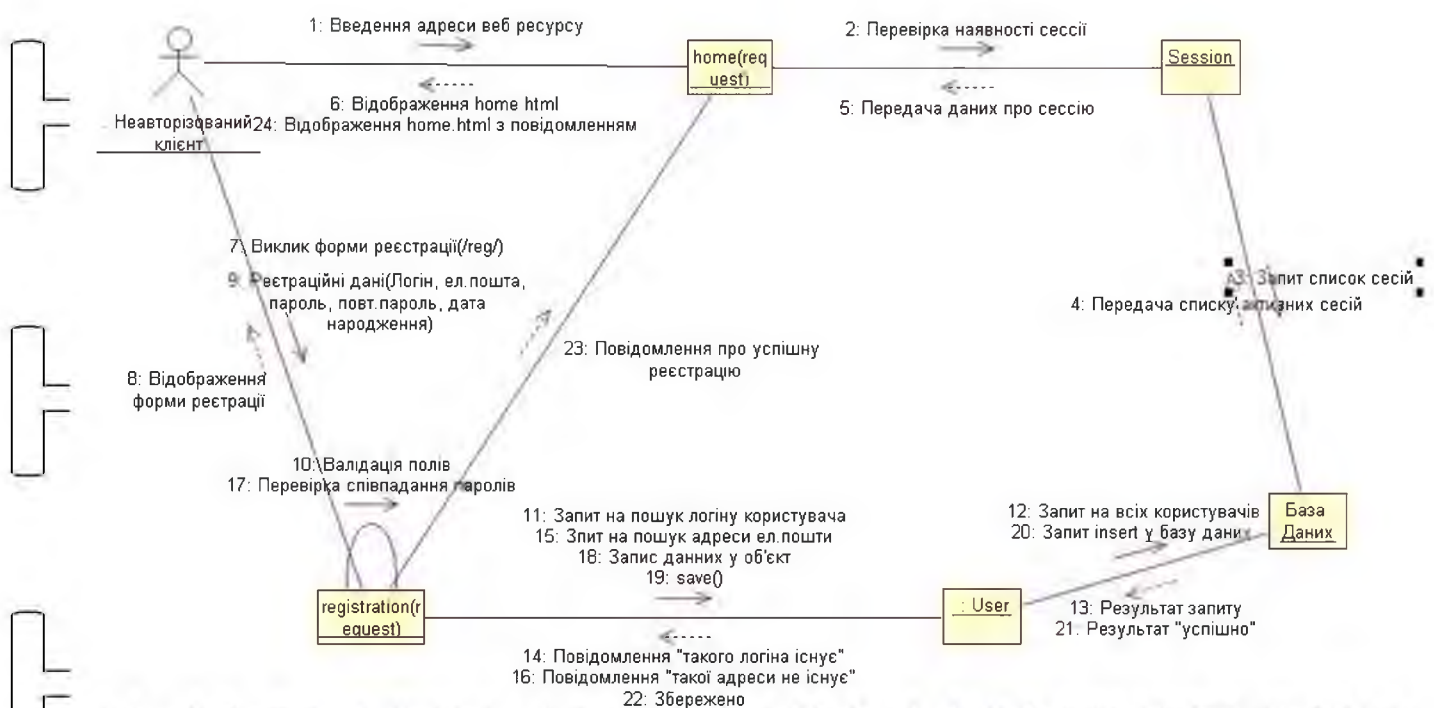 1: Введення адреси веб ресурсу
2: Перевірка наявності сессії
home(req
uest)
Session
6: Відображення home html
24: Відображення home.html з повідомленням
5: Передача даних про сессію
Неавторізований
клієнт
7: Виклик форми реєстрації(/reg/)
9: Реєтраційні дані(Логін, ел.пошта,
пароль, повт.пароль, дата
народження)
3: Запит список сесій
4: Передача списку активних сесій
23: Повідомлення про успішну
реєстрацію
8: Відображення
форми реєтрації
10: Валідація полів
17: Перевірка співпадання паролів
11: Запит на пошук логіну користувача
15: Зпит на пошук адреси ел.пошти
18: Запис данних у об'єкт
19: save()
12: Запит на всіх користувачів
20: Запит insert у базу даних
База
Даних
registration(r
equest)
: User
13: Результат запиту
21: Результат "успішно"
14: Повідомлення "такого логіна існує"
16: Повідомлення "такої адреси не існує"
22: Збережено